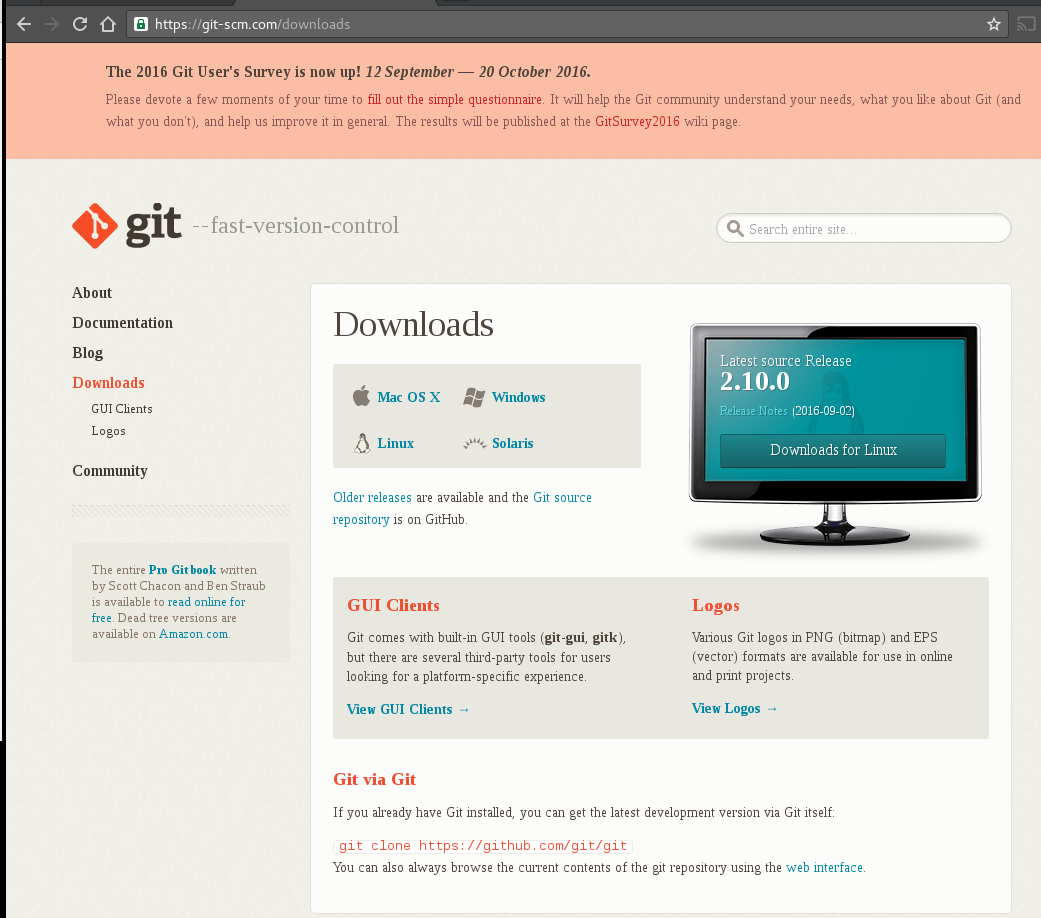 https://git-scm.com/downloads
The 2016 Git User's Survey is now up! 12 September — 20 October 2016.
Please devote a few moments of your time to fill out the simple questionnaire. It will help the Git community understand your needs, what you like about Git (and
what you don't), and help us improve it in general. The results will be published at the GitSurvey2016 wiki page.
git --fast-version-control
Search entire site...
About
Documentation
Blog
Downloads
GUI Clients
Logos
Community
The entire Pro Git book written
by Scott Chacon and Ben Straub
is available to read online for
free. Dead tree versions are
available on Amazon.com.
Downloads
Mac OS X
Windows
Linux
Solaris
Older releases are available and the Git source
repository is on GitHub.
Latest source Release
2.10.0
Release Notes (2016-09-02)
Downloads for Linux
GUI Clients
Git comes with built-in GUI tools (git-gui, gitk),
but there are several third-party tools for users
looking for a platform-specific experience.
View GUI Clients →
Logos
Various Git logos in PNG (bitmap) and EPS
(vector) formats are available for use in online
and print projects.
View Logos →
Git via Git
If you already have Git installed, you can get the latest development version via Git itself:
git clone https://github.com/git/git
You can also always browse the current contents of the git repository using the web interface.